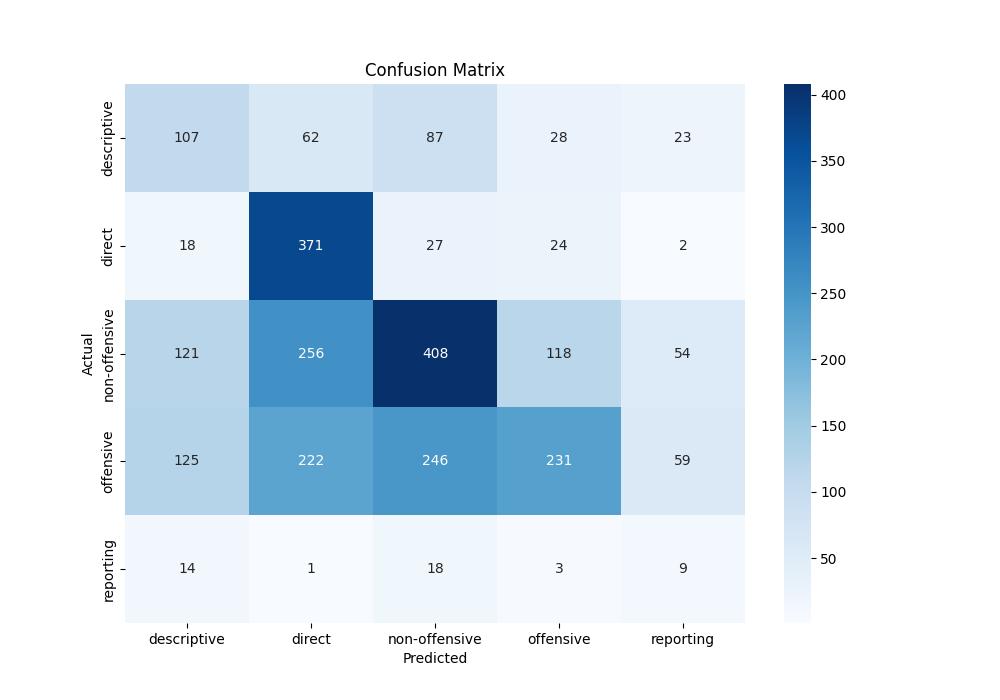 Confusion Matrix
descriptive 107 62 87 28 23
direct 18 371 27 24 2
non-offensive 121 256 408 118 54
offensive 125 222 246 231 59
reporting 14 1 18 3 9
Actual
descriptive direct non-offensive offensive reporting
Predicted
400
350
300
250
200
150
100
50